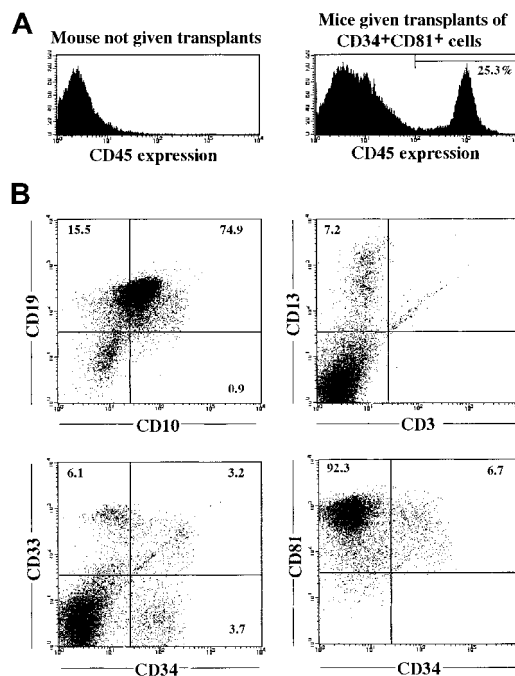 A
Mouse not given transplants
Mice given transplants of
CD34+CD81+ cells
25.3%
CD45 expression
CD45 expression
B
15.5
74.9
0.9
CD19
CD10
7.2
CD13
CD3
6.1
3.2
3.7
CD33
CD34
92.3
6.7
CD81
CD34